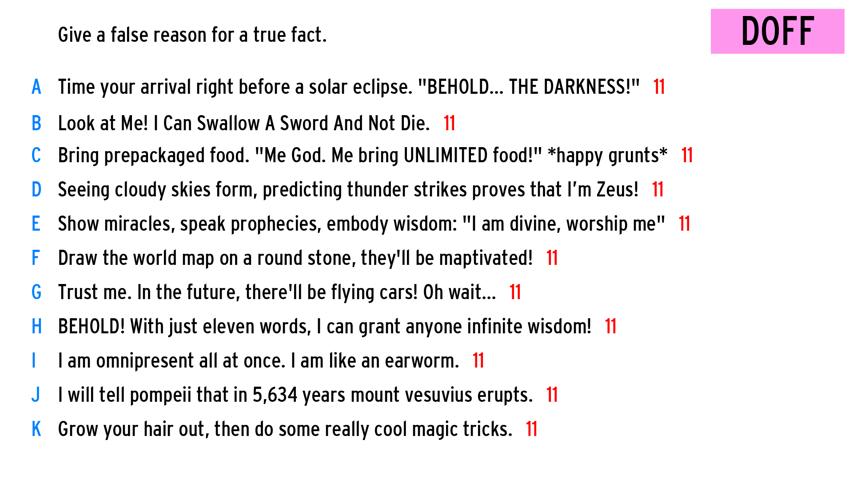 Give a false reason for a true fact.
DOFF
A Time your arrival right before a solar eclipse. "BEHOLD... THE DARKNESS!" 11
B Look at Me! I Can Swallow A Sword And Not Die. 11
C Bring prepackaged food. "Me God. Me bring UNLIMITED food!" *happy grunts* 11
D Seeing cloudy skies form, predicting thunder strikes proves that I'm Zeus! 11
E Show miracles, speak prophecies, embody wisdom: "I am divine, worship me" 11
F Draw the world map on a round stone, they'll be maptivated! 11
G Trust me. In the future, there'll be flying cars! Oh wait... 11
H BEHOLD! With just eleven words, I can grant anyone infinite wisdom! 11
I I am omnipresent all at once. I am like an earworm. 11
J I will tell pompeii that in 5,634 years mount vesuvius erupts. 11
K Grow your hair out, then do some really cool magic tricks. 11